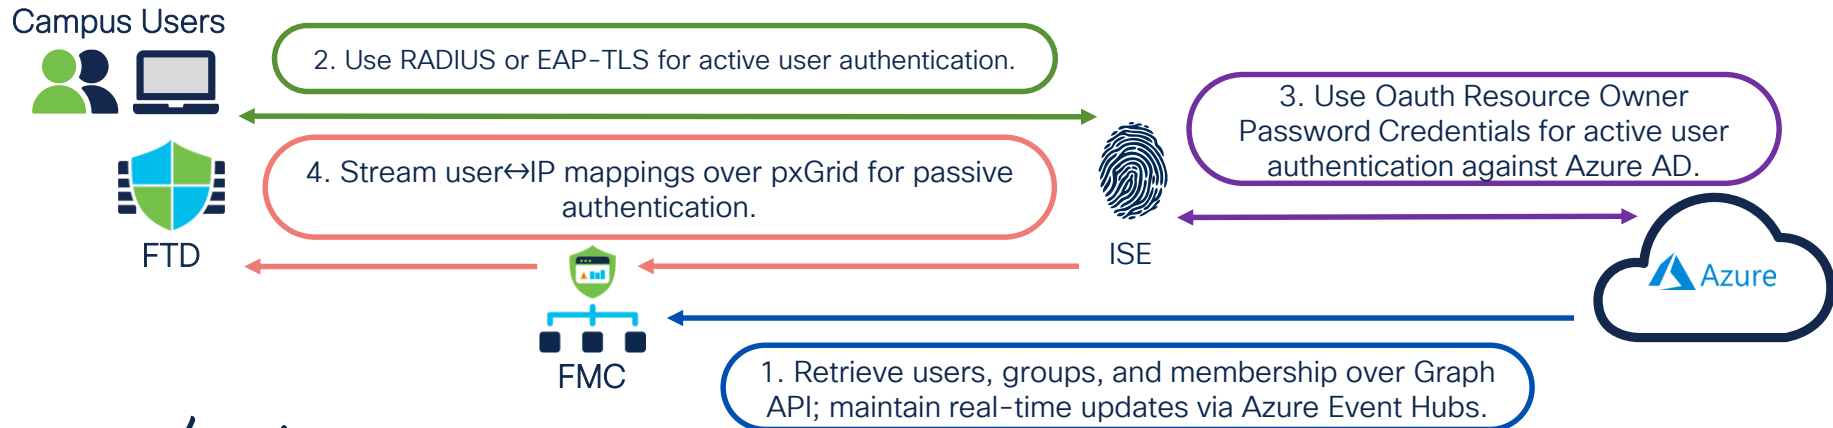 Campus Users
2. Use RADIUS or EAP-TLS for active user authentication.
3. Use Oauth Resource Owner
Password Credentials for active user
authentication against Azure AD.
4. Stream user↔IP mappings over pxGrid for passive
authentication.
FTD
ISE
Azure
FMC
1. Retrieve users, groups, and membership over Graph
API; maintain real-time updates via Azure Event Hubs.